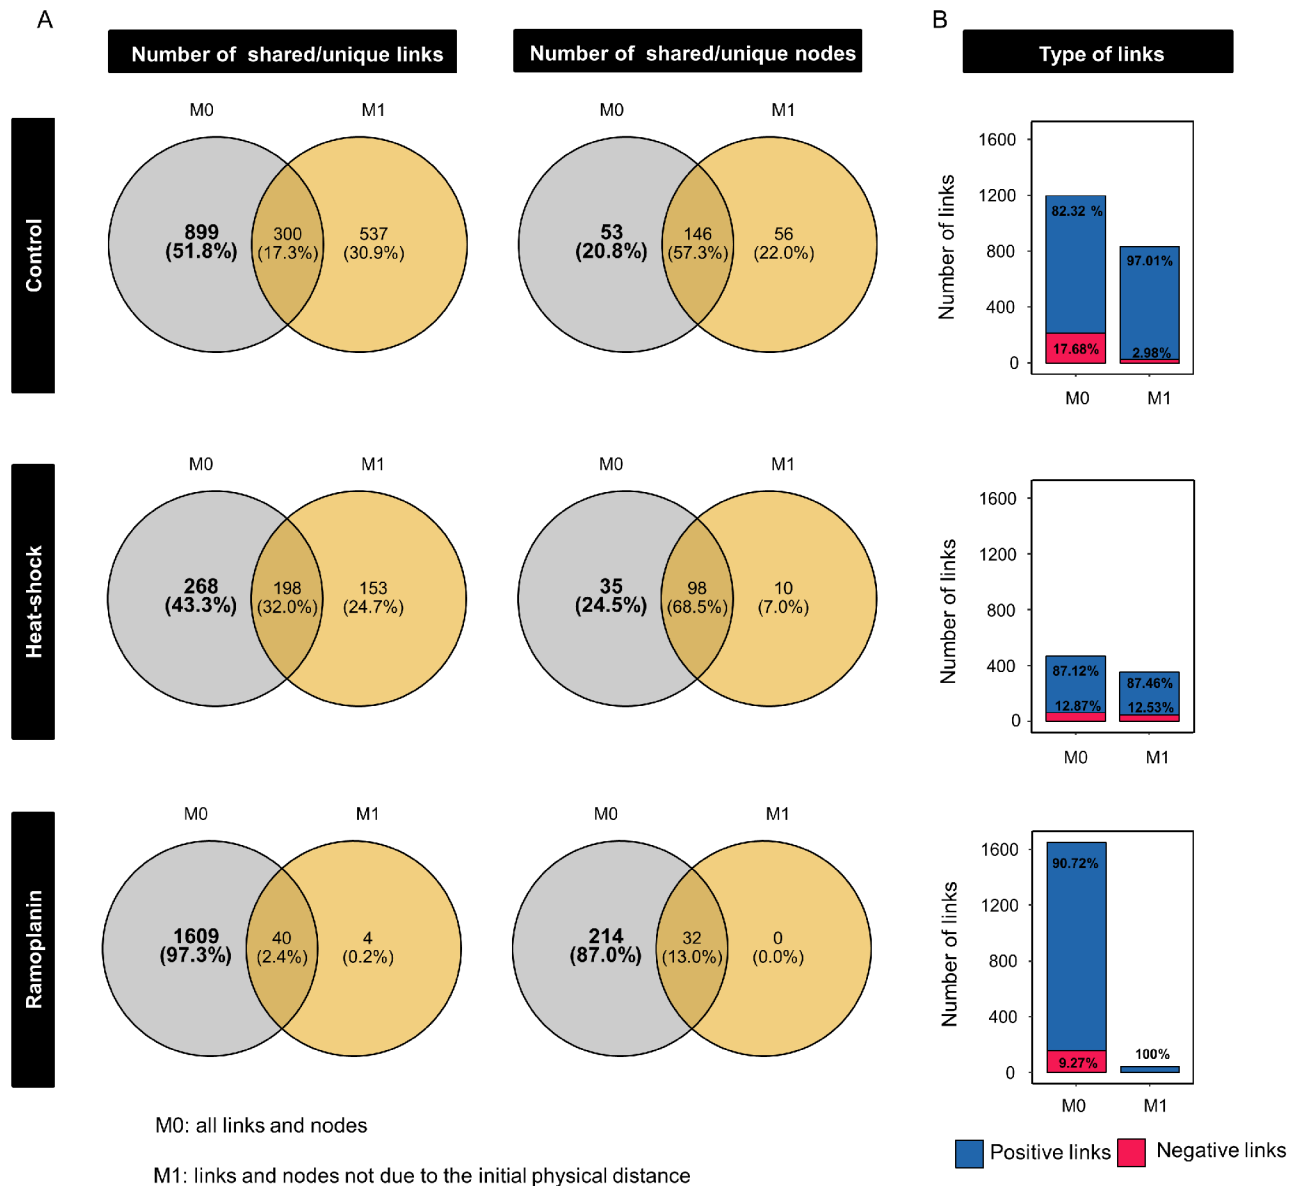 A
B
Number of shared/unique links
Number of shared/unique nodes
Type of links
Control
M0
M1
899
(51.8%)
300
(17.3%)
537
(30.9%)
M0
M1
53
(20.8%)
146
(57.3%)
56
(22.0%)
Number of links
1600
1200
800
400
0
82.32 %
17.68%
97.01%
2.98%
M0
M1
Heat-shock
M0
M1
268
(43.3%)
198
(32.0%)
153
(24.7%)
M0
M1
35
(24.5%)
98
(68.5%)
10
(7.0%)
Number of links
1600
1200
800
400
0
87.12%
12.87%
87.46%
12.53%
M0
M1
Ramoplanin
M0
M1
1609
(97.3%)
40
(2.4%)
4
(0.2%)
M0
M1
214
(87.0%)
32
(13.0%)
0
(0.0%)
Number of links
1600
1200
800
400
0
90.72%
9.27%
100%
M0
M1
M0: all links and nodes
M1: links and nodes not due to the initial physical distance
Positive links
Negative links